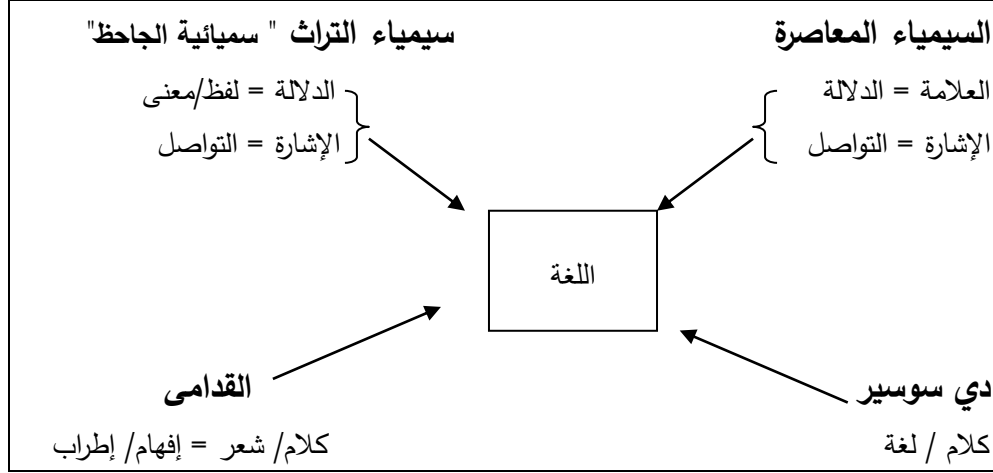 السيمياء المعاصرة
العلامة = الدلالة
الإشارة = التواصل
سيمياء التراث " سميائية الجاحظ"
الدلالة = لفظ/معنى
الإشارة = التواصل
اللغة
دي سوسير
كلام / لغة
القدامى
كلام/ شعر = إفهام/ إطراب